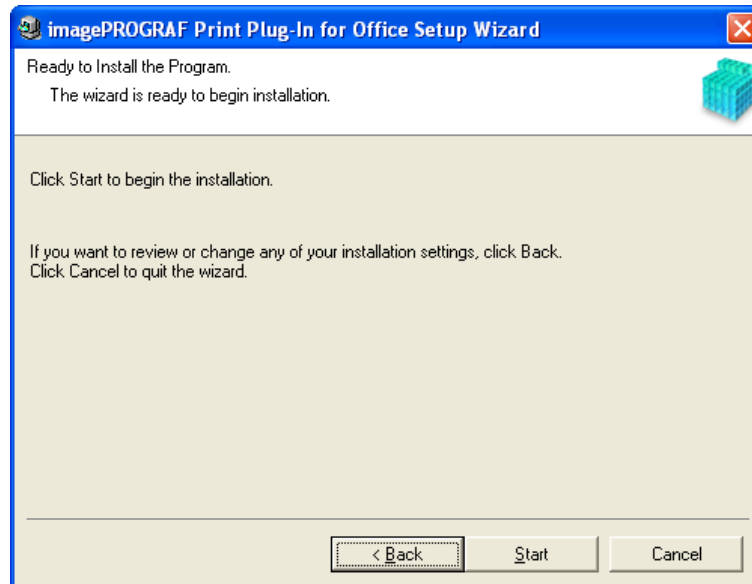 imagePROGRAF Print Plug-In for Office Setup Wizard
Ready to Install the Program.
The wizard is ready to begin installation.
Click Start to begin the installation.
If you want to review or change any of your installation settings, click Back.
Click Cancel to quit the wizard.
< Back Start Cancel